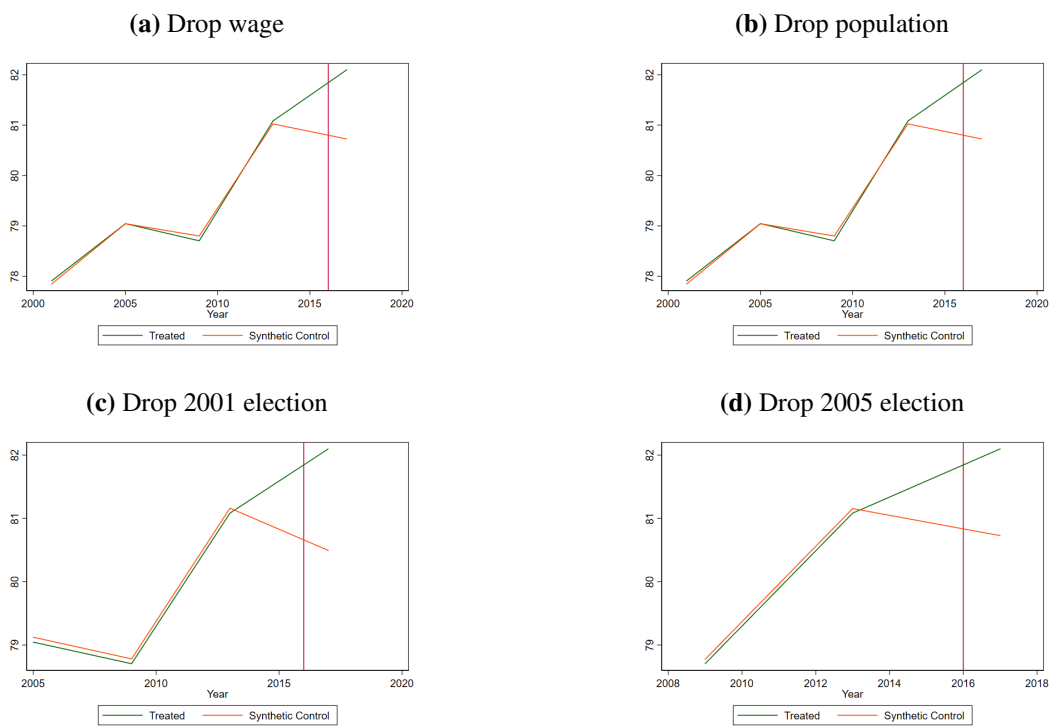 (a) Drop wage
82
81
80
79
78
2000 2005 2010 2015 2020
Year
Treated Synthetic Control
(b) Drop population
82
81
80
79
78
2000 2005 2010 2015 2020
Year
Treated Synthetic Control
(c) Drop 2001 election
82
81
80
79
2005 2010 2015 2020
Year
Treated Synthetic Control
(d) Drop 2005 election
82
81
80
79
2008 2010 2012 2014 2016 2018
Year
Treated Synthetic Control